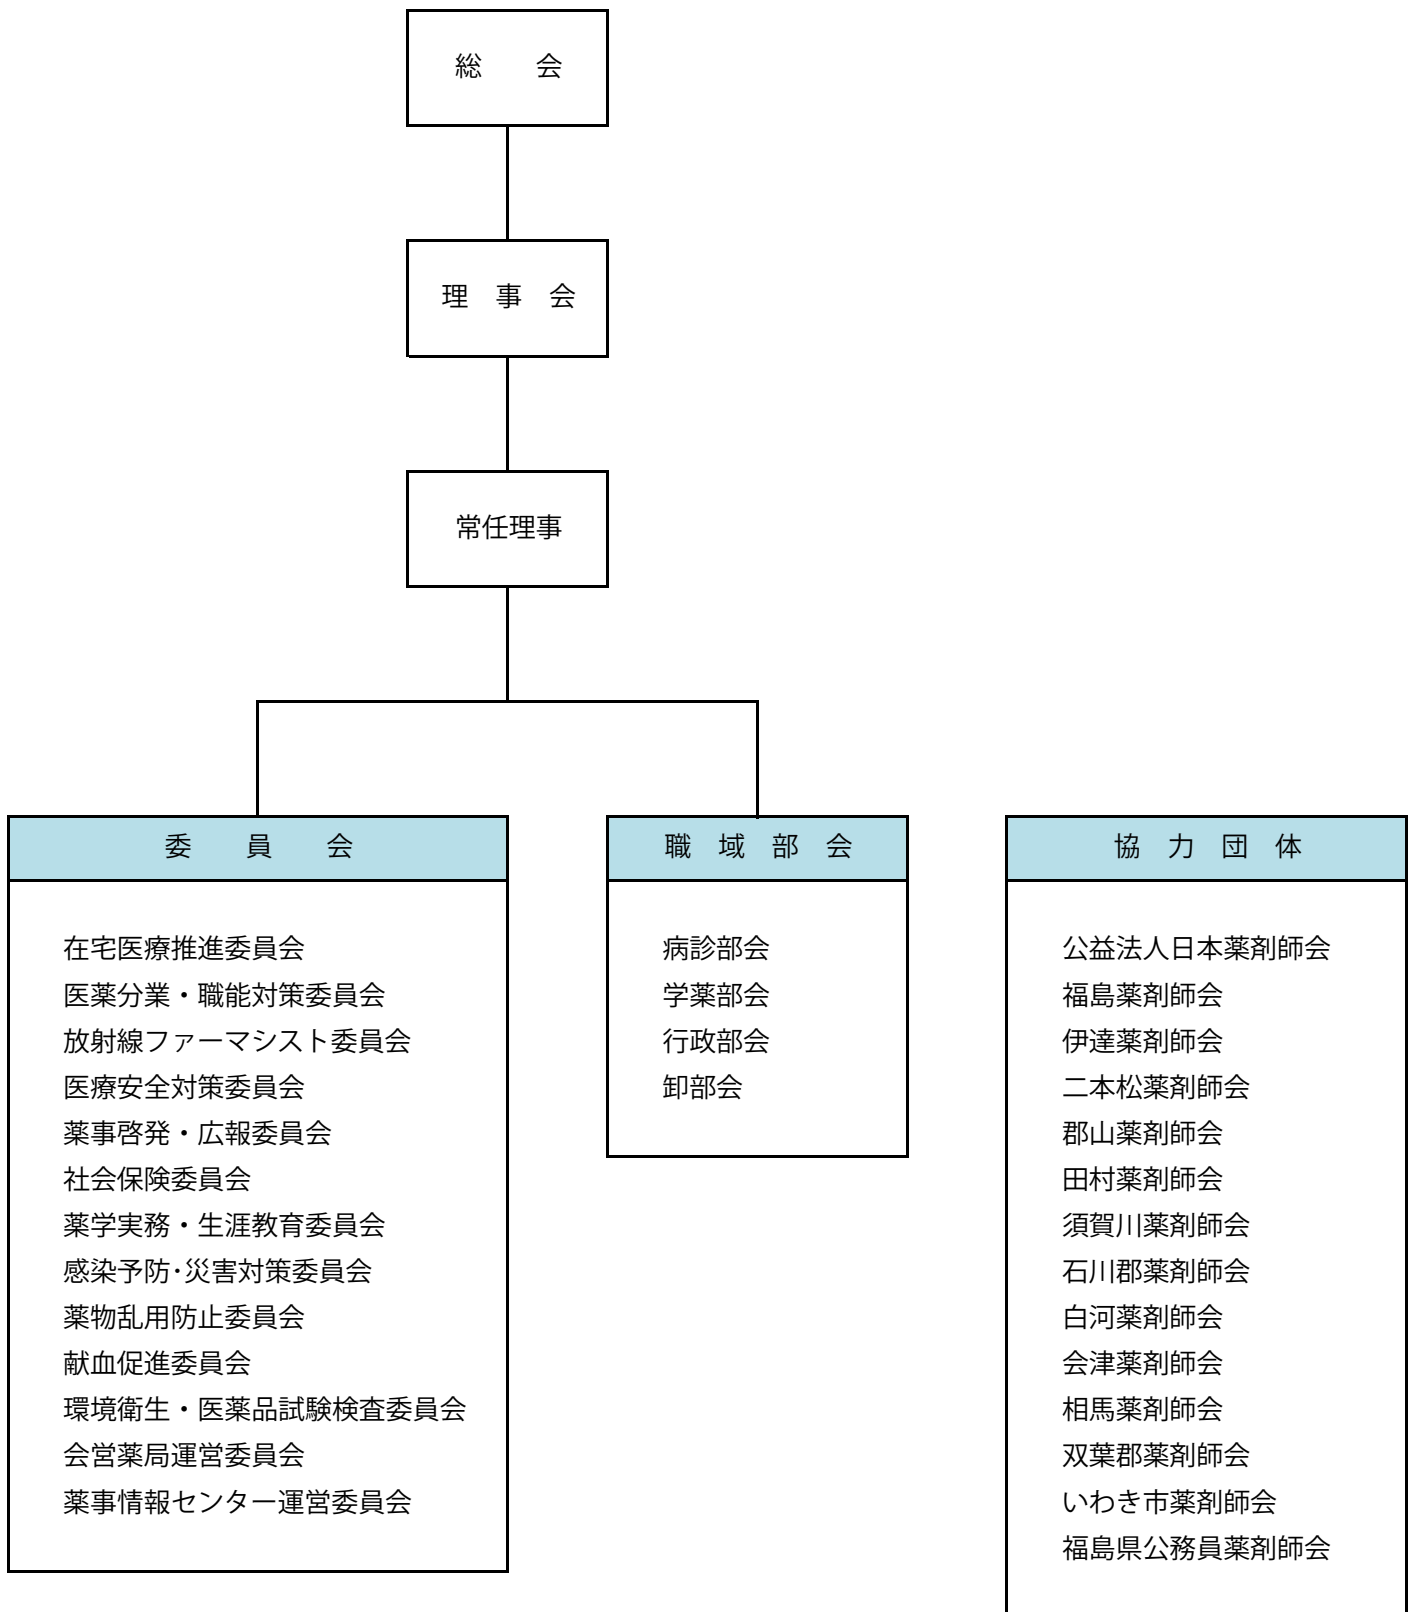 総　　会
理　事　会
常任理事
委　　員　　会
在宅医療推進委員会
医薬分業・職能対策委員会
放射線ファーマシスト委員会
医療安全対策委員会
薬事啓発・広報委員会
社会保険委員会
薬学実務・生涯教育委員会
感染予防･災害対策委員会
薬物乱用防止委員会
献血促進委員会
環境衛生・医薬品試験検査委員会
会営薬局運営委員会
薬事情報センター運営委員会
職　域　部　会
病診部会
学薬部会
行政部会
卸部会
協　力　団　体
公益法人日本薬剤師会
福島薬剤師会
伊達薬剤師会
二本松薬剤師会
郡山薬剤師会
田村薬剤師会
須賀川薬剤師会
石川郡薬剤師会
白河薬剤師会
会津薬剤師会
相馬薬剤師会
双葉郡薬剤師会
いわき市薬剤師会
福島県公務員薬剤師会